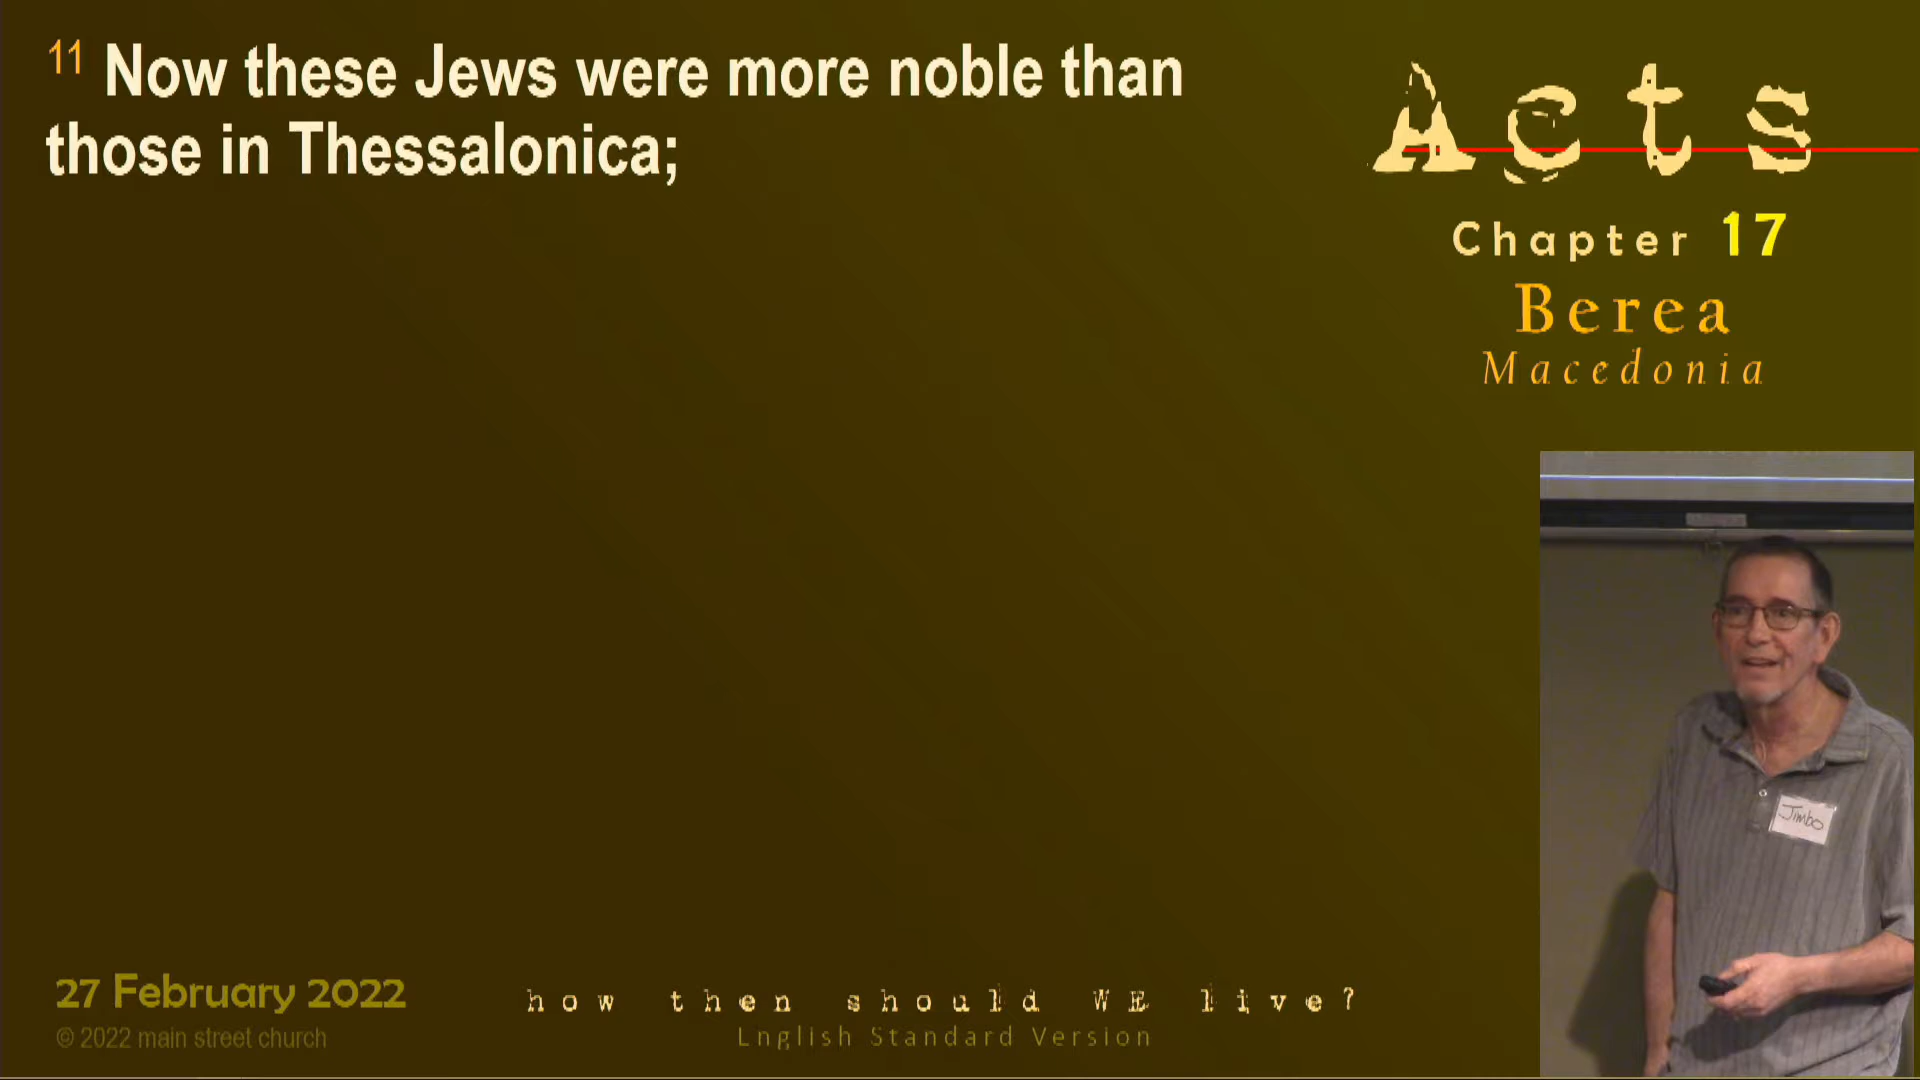 11 Now these Jews were more noble than
those in Thessalonica;
Acts
Chapter 17
Berea
Macedonia
Jimbo
27 February 2022
how then should WE live?
© 2022 main street church
English Standard Version